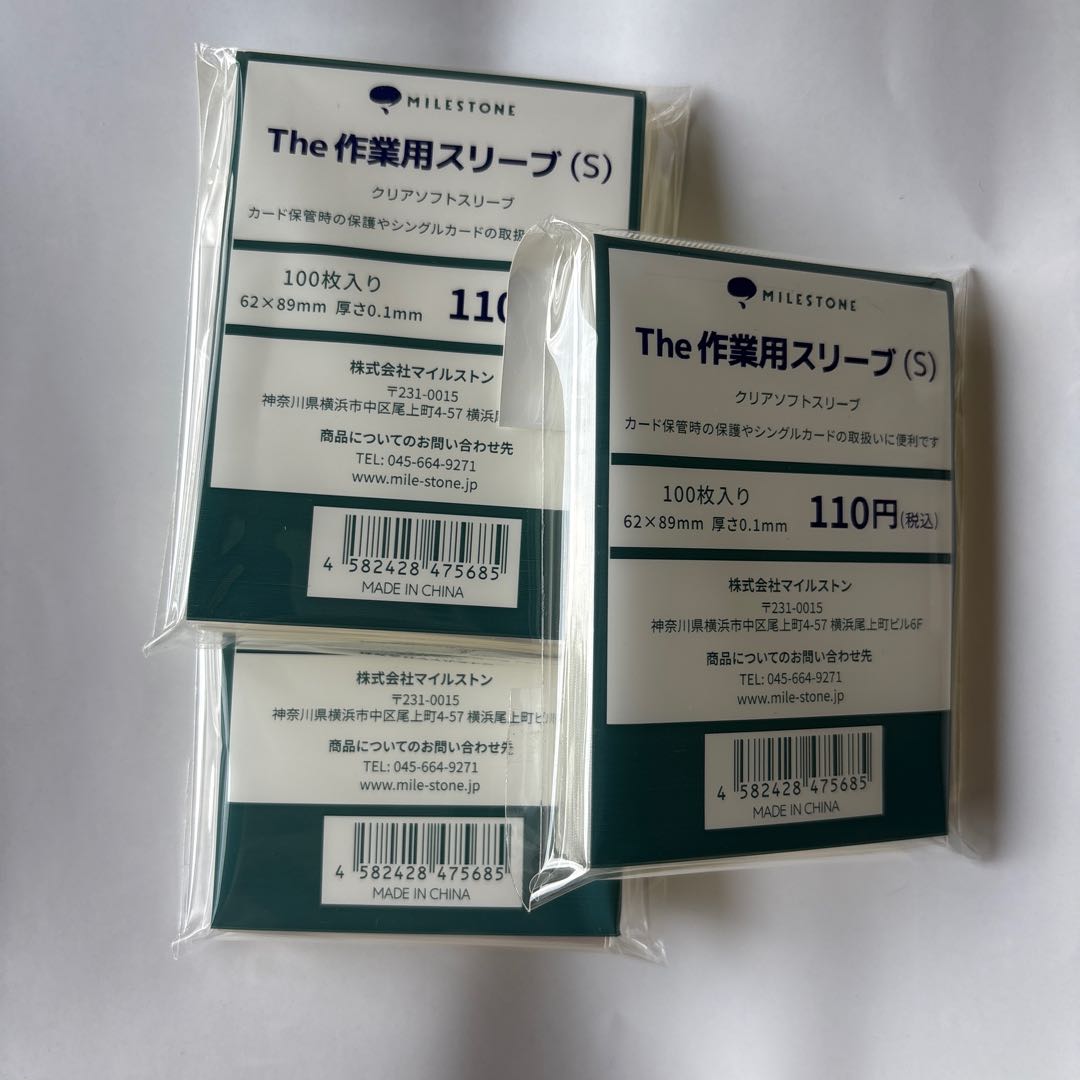 MILESTONE
The 作業用スリーブ (S)
クリアソフトスリーブ
カード保管時の保護やシングルカードの取扱
100枚入り
62×89mm 厚さ0.1mm
110
株式会社マイルストン
〒231-0015
神奈川県横浜市中区尾上町4-57 横浜
商品についてのお問い合わせ先
TEL: 045-664-9271
www.mile-stone.jp
4 582428 475685
MADE IN CHINA
MILESTONE
The 作業用スリーブ (S)
クリアソフトスリーブ
カード保管時の保護やシングルカードの取扱いに便利です
100枚入り
62×89mm 厚さ0.1mm
110円(税込)
株式会社マイルストン
〒231-0015
神奈川県横浜市中区尾上町4-57 横浜尾上町ビル6F
商品についてのお問い合わせ先
TEL: 045-664-9271
www.mile-stone.jp
4 582428 475685
MADE IN CHINA
株式会社マイルストン
〒231-0015
神奈川県横浜市中区尾上町4-57 横浜尾上町ビ
商品についてのお問い合わせ先
TEL: 045-664-9271
www.mile-stone.jp
4 582428 475685
MADE IN CHINA